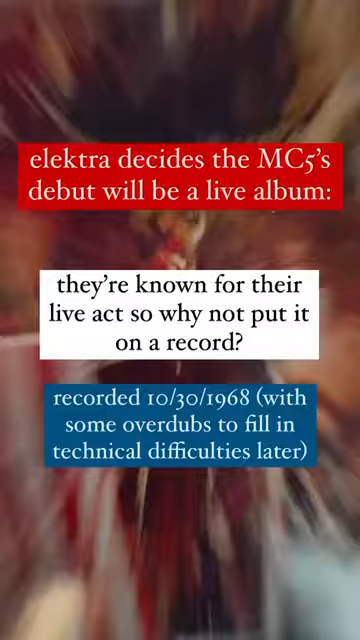 elektra decides the MC5's
debut will be a live album:
they're known for their
live act so why not put it
on a record?
recorded 10/30/1968 (with
some overdubs to fill in
technical difficulties later)